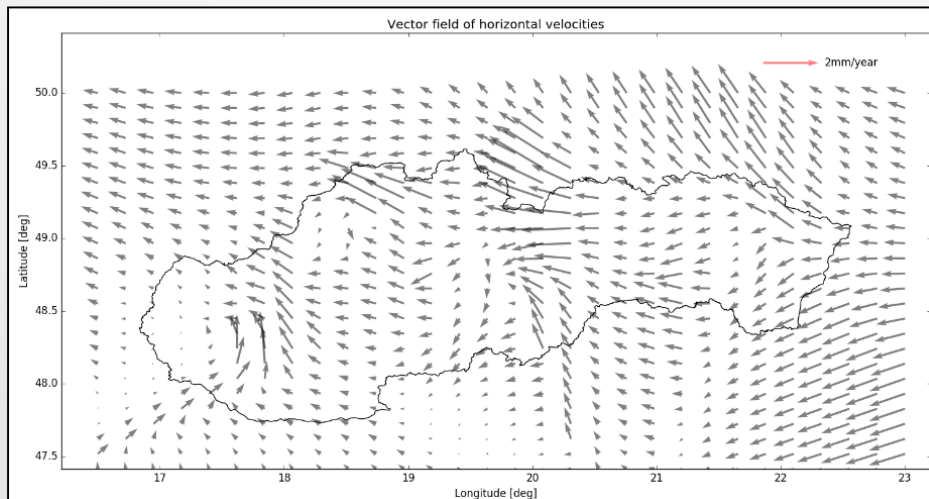 Vector field of horizontal velocities
2mm/year
50.0
49.5
49.0
48.5
48.0
47.5
Latitude [deg]
17 18 19 20 21 22 23
Longitude [deg]